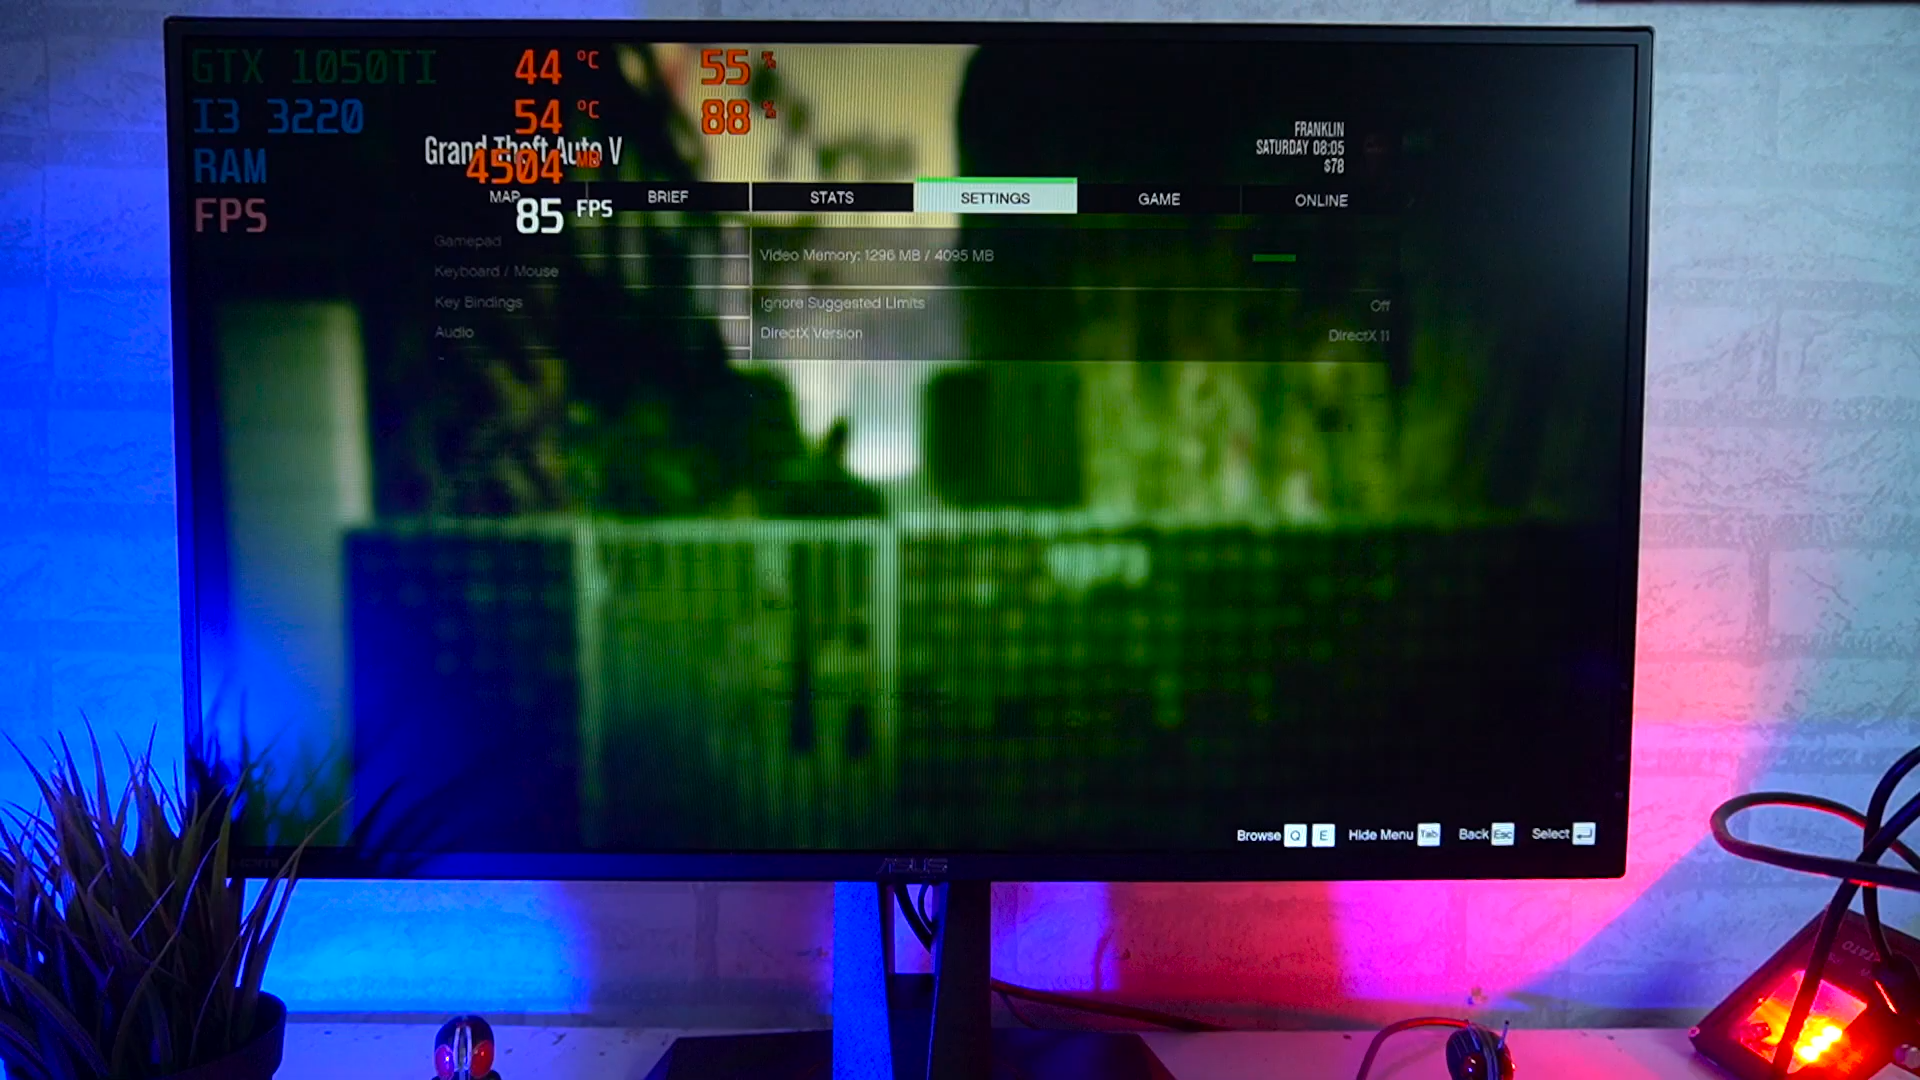 GTX 1050TI 44 °C 55 %
I3 3220 54 °C 88 %
RAM 4504 MB
FPS 85 FPS
Grand Theft Auto V
FRANKLIN
SATURDAY 08:05
$78
MAP BRIEF STATS SETTINGS GAME ONLINE
Gamepad
Keyboard / Mouse
Key Bindings
Audio
Video Memory: 1296 MB / 4095 MB
Ignore Suggested Limits Off
DirectX Version DirectX 11
Browse Q E Hide Menu Tab Back Esc Select
HDMI
ASUS